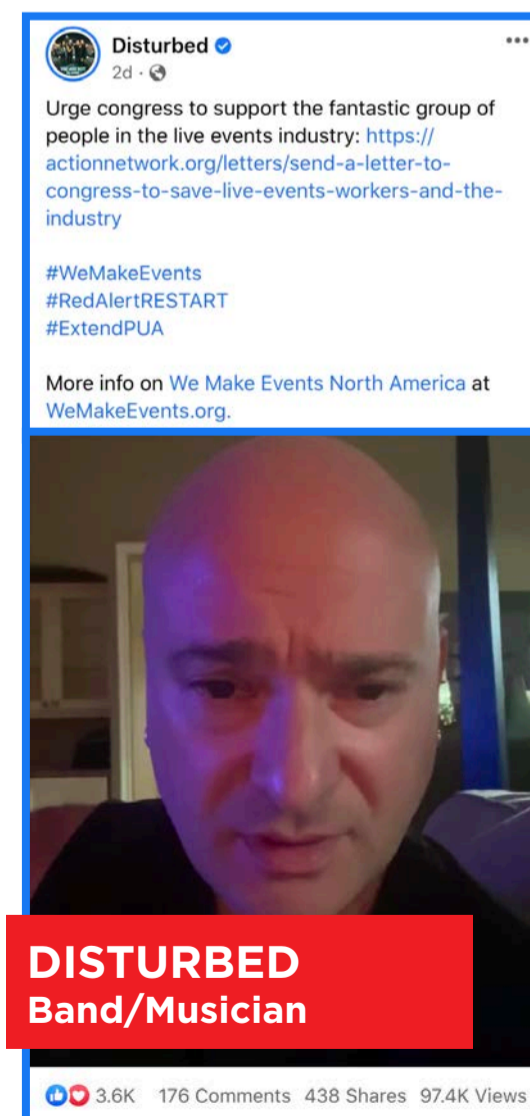 Disturbed
2d ·
Urge congress to support the fantastic group of
people in the live events industry: https://
actionnetwork.org/letters/send-a-letter-to-
congress-to-save-live-events-workers-and-the-
industry
#WeMakeEvents
#RedAlertRESTART
#ExtendPUA
More info on We Make Events North America at
WeMakeEvents.org.
DISTURBED
Band/Musician
3.6K 176 Comments 438 Shares 97.4K Views